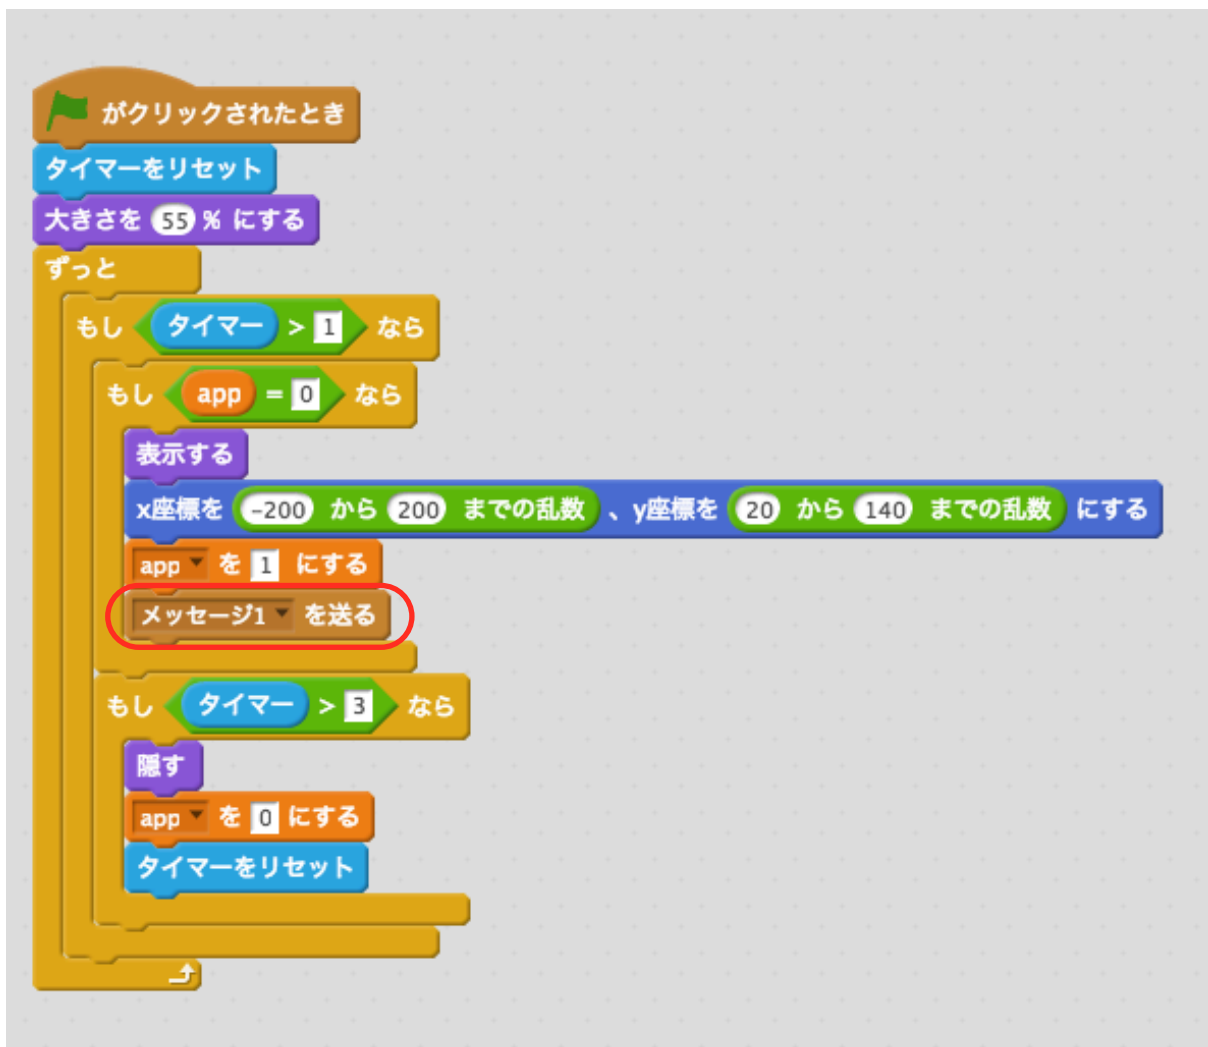 がクリックされたとき
タイマーをリセット
大きさを 55 % にする
ずっと
もし タイマー > 1 なら
もし app = 0 なら
表示する
x座標を -200 から 200 までの乱数 、y座標を 20 から 140 までの乱数 にする
app を 1 にする
メッセージ1 を送る
もし タイマー > 3 なら
隠す
app を 0 にする
タイマーをリセット